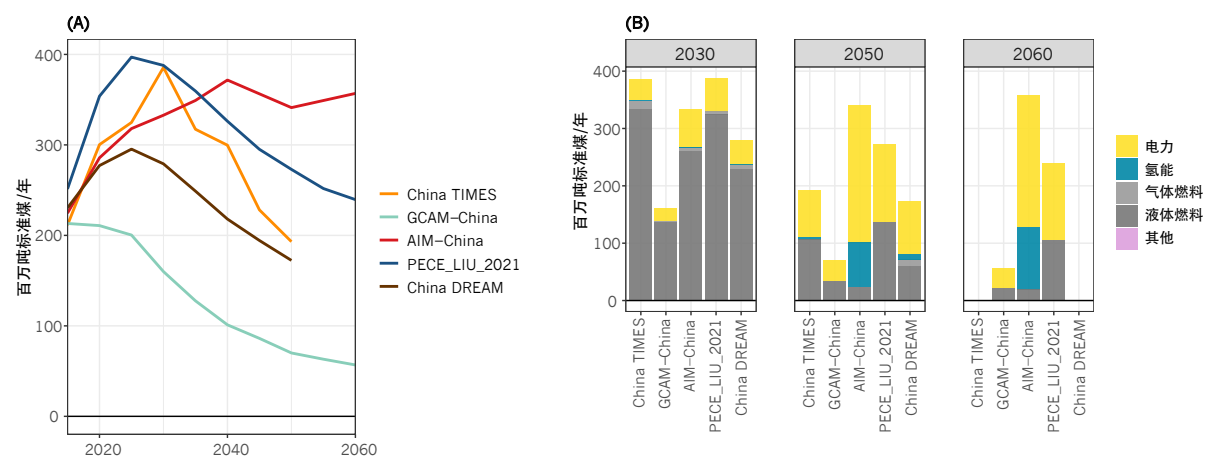 (A)
百万吨标准煤/年
400
300
200
100
0
2020
2040
2060
China TIMES
GCAM−China
AIM−China
PECE_LIU_2021
China DREAM
(B)
2030
2050
2060
百万吨标准煤/年
400
300
200
100
0
China TIMES
GCAM−China
AIM−China
PECE_LIU_2021
China DREAM
China TIMES
GCAM−China
AIM−China
PECE_LIU_2021
China DREAM
China TIMES
GCAM−China
AIM−China
PECE_LIU_2021
China DREAM
电力
氢能
气体燃料
液体燃料
其他